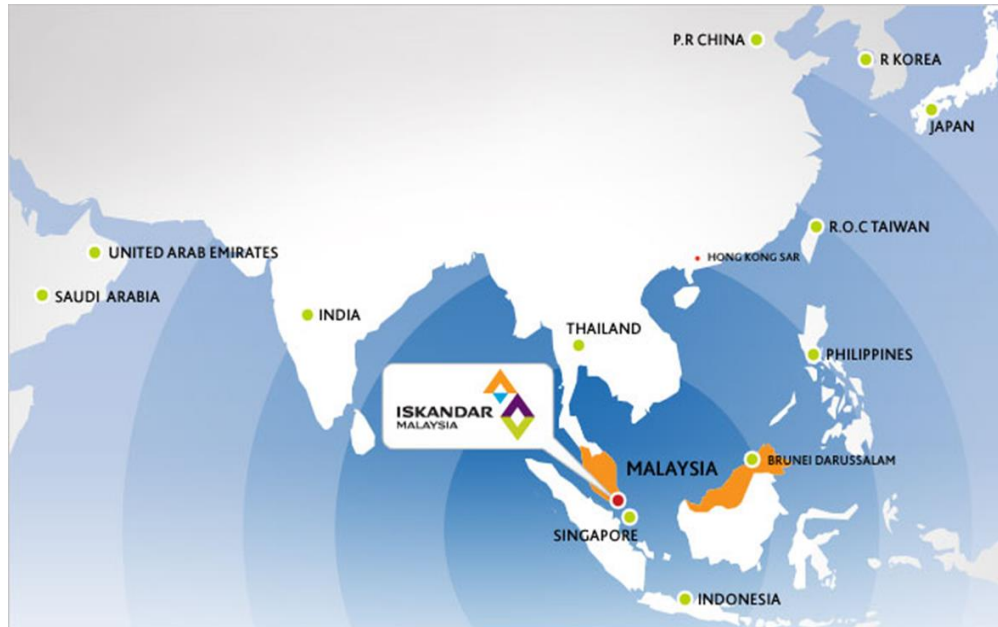 P.R CHINA
R KOREA
JAPAN
R.O.C TAIWAN
UNITED ARAB EMIRATES
HONG KONG SAR
SAUDI ARABIA
INDIA
THAILAND
PHILIPPINES
ISKANDAR
MALAYSIA
MALAYSIA
BRUNEI DARUSSALAM
SINGAPORE
INDONESIA